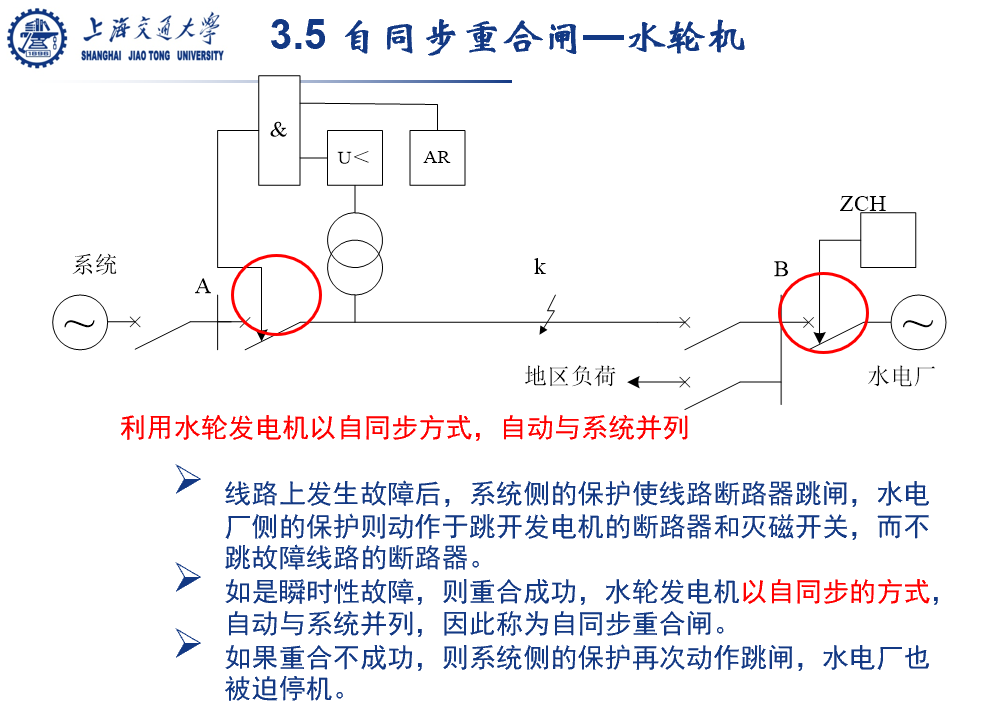 上海交通大学
SHANGHAI JIAO TONG UNIVERSITY
3.5 自同步重合闸—水轮机
&
U<
AR
ZCH
系统
A
k
B
地区负荷
水电厂
利用水轮发电机以自同步方式，自动与系统并列
线路上发生故障后，系统侧的保护使线路断路器跳闸，水电
厂侧的保护则动作于跳开发电机的断路器和灭磁开关，而不
跳故障线路的断路器。
如是瞬时性故障，则重合成功，水轮发电机以自同步的方式，
自动与系统并列，因此称为自同步重合闸。
如果重合不成功，则系统侧的保护再次动作跳闸，水电厂也
被迫停机。